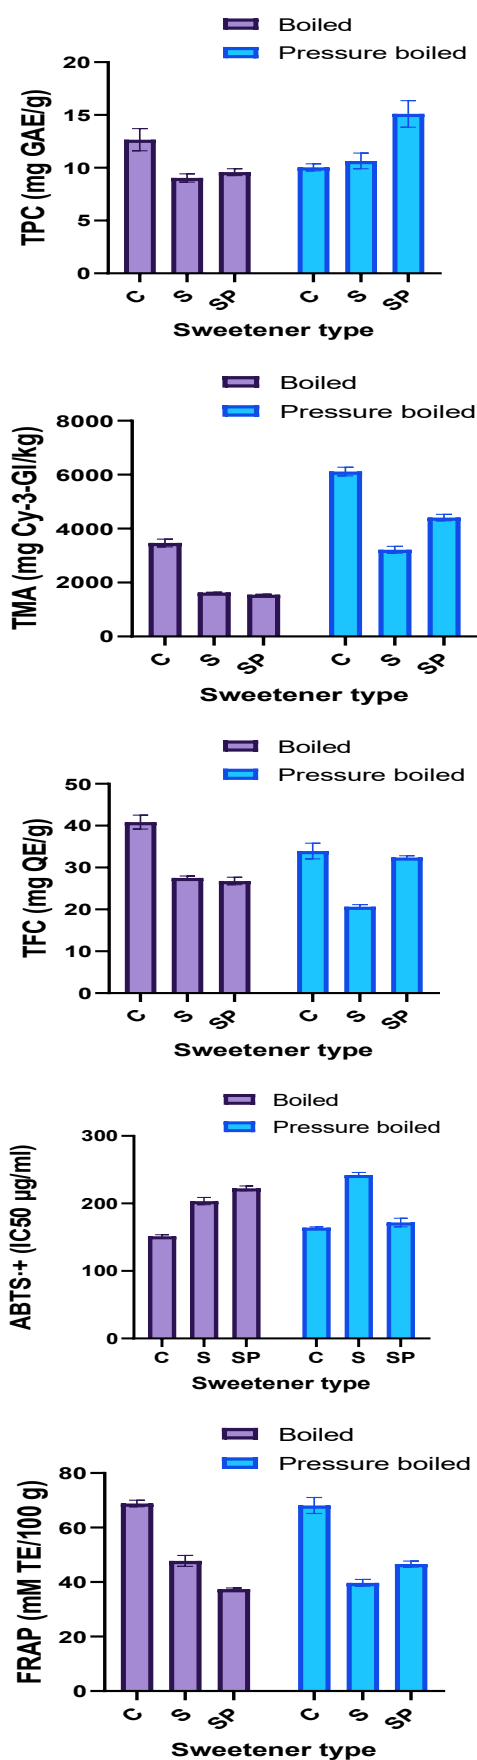 Boiled
Pressure boiled
TPC (mg GAE/g)
20
15
10
5
0
C S SP C S SP
Sweetener type
Boiled
Pressure boiled
TMA (mg Cy-3-Gl/kg)
8000
6000
4000
2000
0
C S SP C S SP
Sweetener type
Boiled
Pressure boiled
TFC (mg QE/g)
50
40
30
20
10
0
C S SP C S SP
Sweetener type
Boiled
Pressure boiled
ABTS·+ (IC50 µg/ml)
300
200
100
0
C S SP C S SP
Sweetener type
Boiled
Pressure boiled
FRAP (mM TE/100 g)
80
60
40
20
0
C S SP C S SP
Sweetener type